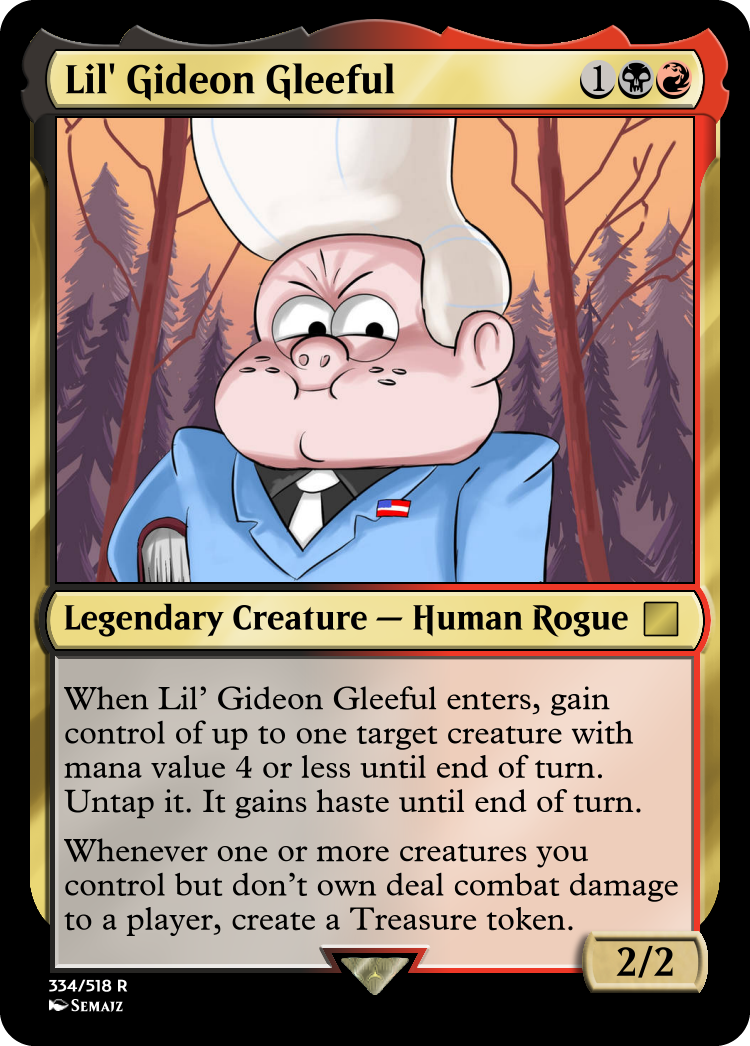 Lil' Gideon Gleeful
1
Legendary Creature — Human Rogue
When Lil’ Gideon Gleeful enters, gain
control of up to one target creature with
mana value 4 or less until end of turn.
Untap it. It gains haste until end of turn.
Whenever one or more creatures you
control but don’t own deal combat damage
to a player, create a Treasure token.
2/2
334/518 R
Semajz